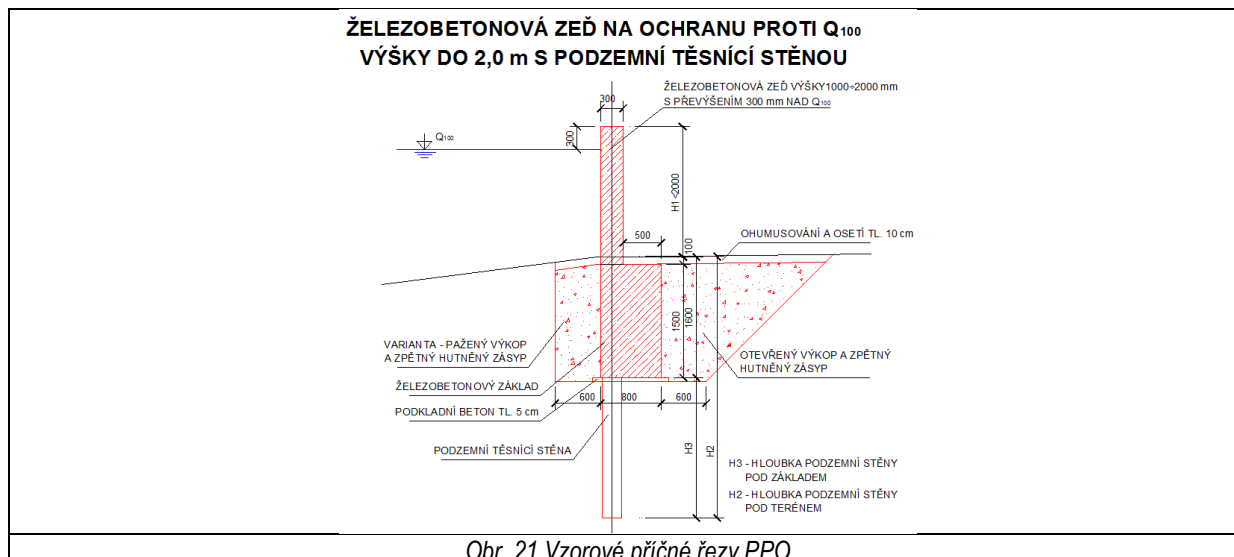 ŽELEZOBETONOVÁ ZEĎ NA OCHRANU PROTI Q100
VÝŠKY DO 2,0 m S PODZEMNÍ TĚSNÍCÍ STĚNOU
ŽELEZOBETONOVÁ ZEĎ VÝŠKY1000÷2000 mm
S PŘEVÝŠENÍM 300 mm NAD Q100
300
300
Q100
H1<2000
500
100
OHUMUSOVÁNÍ A OSETÍ TL. 10 cm
1500
1600
VARIANTA - PAŽENÝ VÝKOP
A ZPĚTNÝ HUTNĚNÝ ZÁSYP
OTEVŘENÝ VÝKOP A ZPĚTNÝ
HUTNĚNÝ ZÁSYP
ŽELEZOBETONOVÝ ZÁKLAD
600
800
600
PODKLADNÍ BETON TL. 5 cm
PODZEMNÍ TĚSNÍCÍ STĚNA
H3
H2
H3 - HLOUBKA PODZEMNÍ STĚNY
POD ZÁKLADEM
H2 - HLOUBKA PODZEMNÍ STĚNY
POD TERÉNEM
Obr. 21 Vzorové příčné řezy PPO